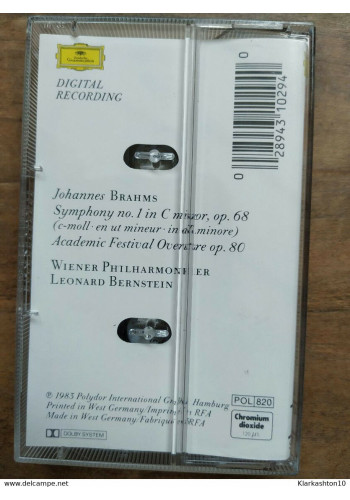 DIGITAL
RECORDING
Johannes BRAHMS
Symphony no. 1 in C minor, op. 68
(c-moll · en ut mineur · in do minore)
Academic Festival Overture op. 80
WIENER PHILHARMONIKER
LEONARD BERNSTEIN
0 28943 10294 0
℗ 1983 Polydor International GmbH Hamburg
Printed in West Germany/Imprimé en RFA
Made in West Germany/Fabriqué en RFA
DOLBY SYSTEM
POL 820
Chromium
dioxide
www.delcampe.net
Klarkashton10